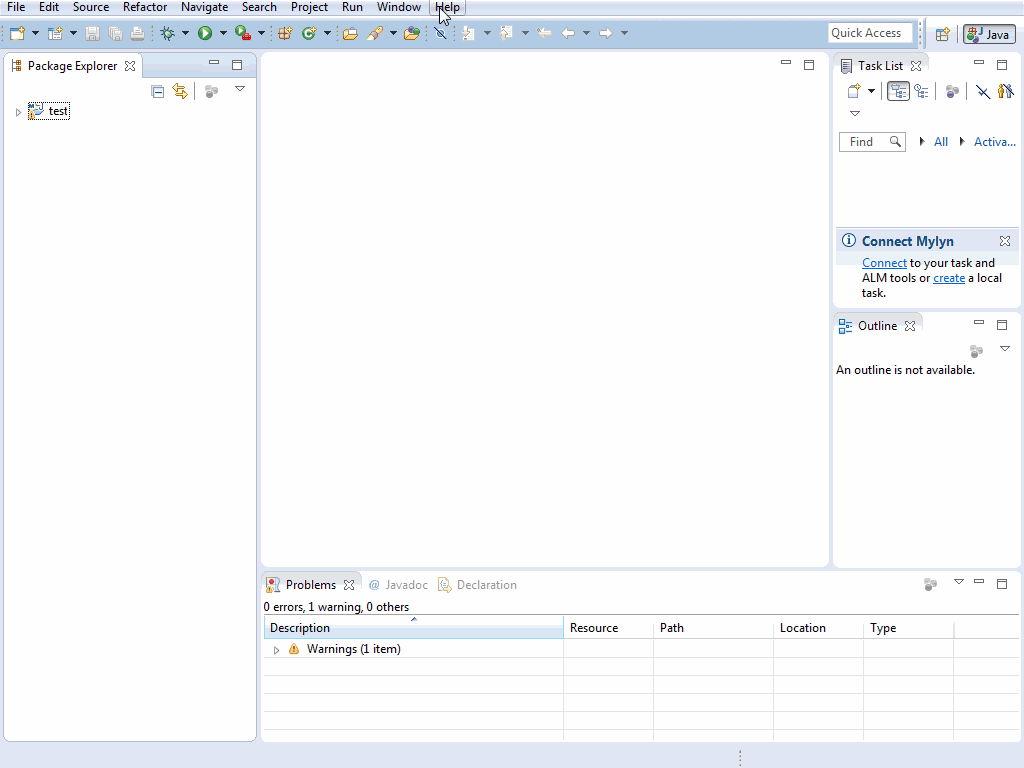 File Edit Source Refactor Navigate Search Project Run Window Help
Quick Access
Java
Package Explorer
test
Task List
Find
All
Activa...
Connect Mylyn
Connect to your task and
ALM tools or create a local
task.
Outline
An outline is not available.
Problems
@ Javadoc
Declaration
0 errors, 1 warning, 0 others
Description Resource Path Location Type
Warnings (1 item)